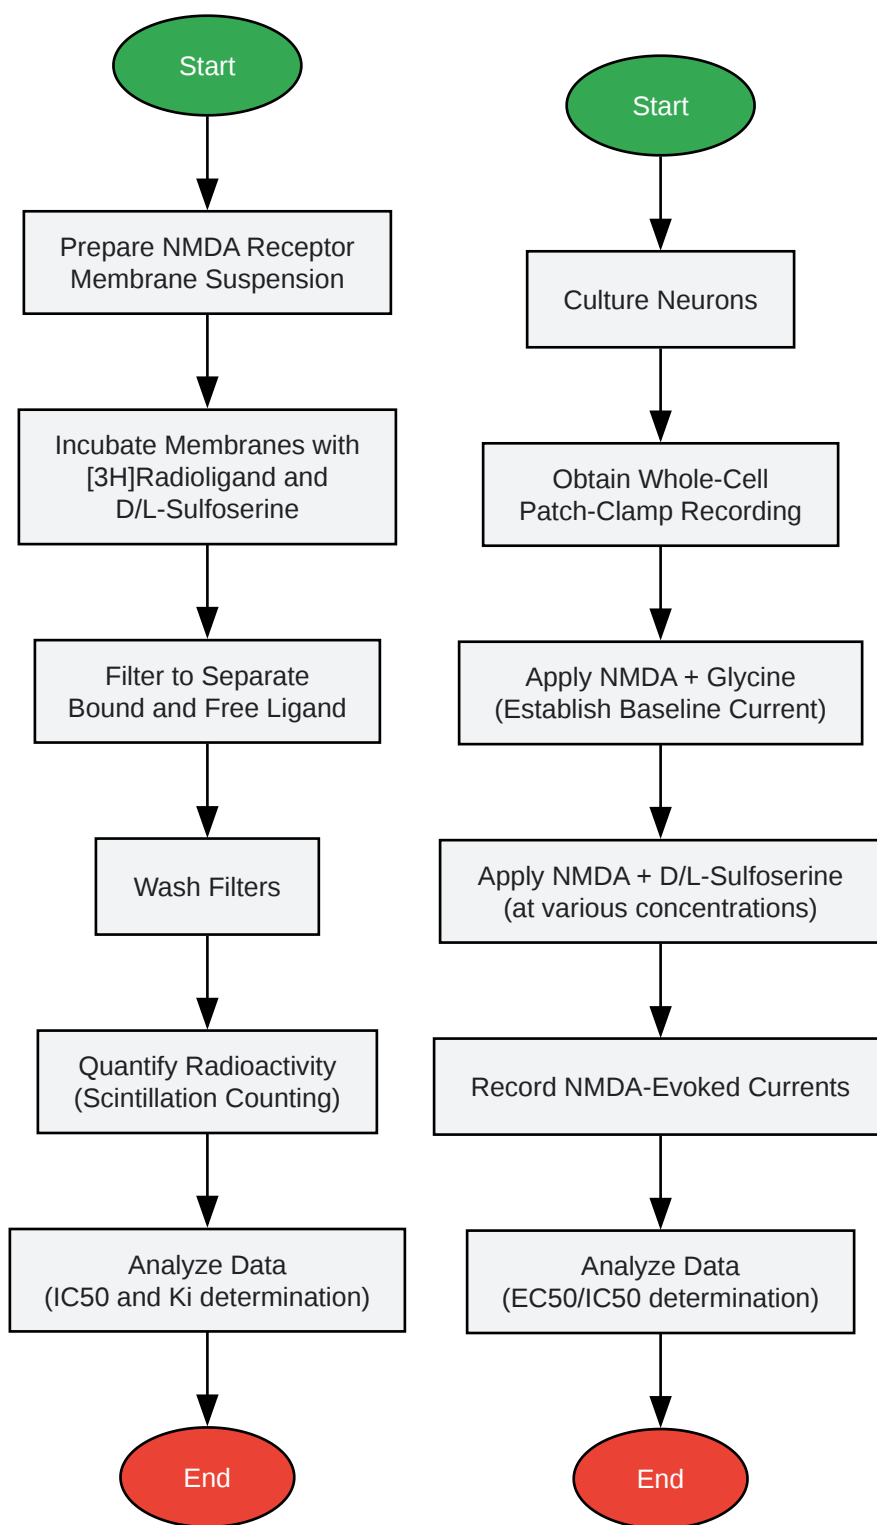 Start
Prepare NMDA Receptor
Membrane Suspension
Incubate Membranes with
[3H]Radioligand and
D/L-Sulfoserine
Filter to Separate
Bound and Free Ligand
Wash Filters
Quantify Radioactivity
(Scintillation Counting)
Analyze Data
(IC50 and Ki determination)
End
Start
Culture Neurons
Obtain Whole-Cell
Patch-Clamp Recording
Apply NMDA + Glycine
(Establish Baseline Current)
Apply NMDA + D/L-Sulfoserine
(at various concentrations)
Record NMDA-Evoked Currents
Analyze Data
(EC50/IC50 determination)
End